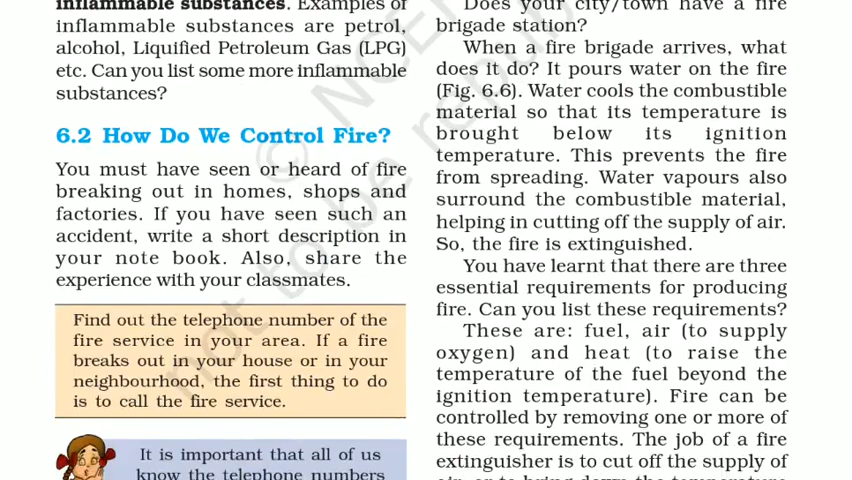 inflammable substances. Examples of
inflammable substances are petrol,
alcohol, Liquified Petroleum Gas (LPG)
etc. Can you list some more inflammable
substances?
6.2 How Do We Control Fire?
You must have seen or heard of fire
breaking out in homes, shops and
factories. If you have seen such an
accident, write a short description in
your note book. Also, share the
experience with your classmates.
Find out the telephone number of the
fire service in your area. If a fire
breaks out in your house or in your
neighbourhood, the first thing to do
is to call the fire service.
It is important that all of us
know the telephone numbers
Does your city/town have a fire
brigade station?
When a fire brigade arrives, what
does it do? It pours water on the fire
(Fig. 6.6). Water cools the combustible
material so that its temperature is
brought below its ignition
temperature. This prevents the fire
from spreading. Water vapours also
surround the combustible material,
helping in cutting off the supply of air.
So, the fire is extinguished.
You have learnt that there are three
essential requirements for producing
fire. Can you list these requirements?
These are: fuel, air (to supply
oxygen) and heat (to raise the
temperature of the fuel beyond the
ignition temperature). Fire can be
controlled by removing one or more of
these requirements. The job of a fire
extinguisher is to cut off the supply of
air, or to bring down the temperature
© NCE
not to be repub